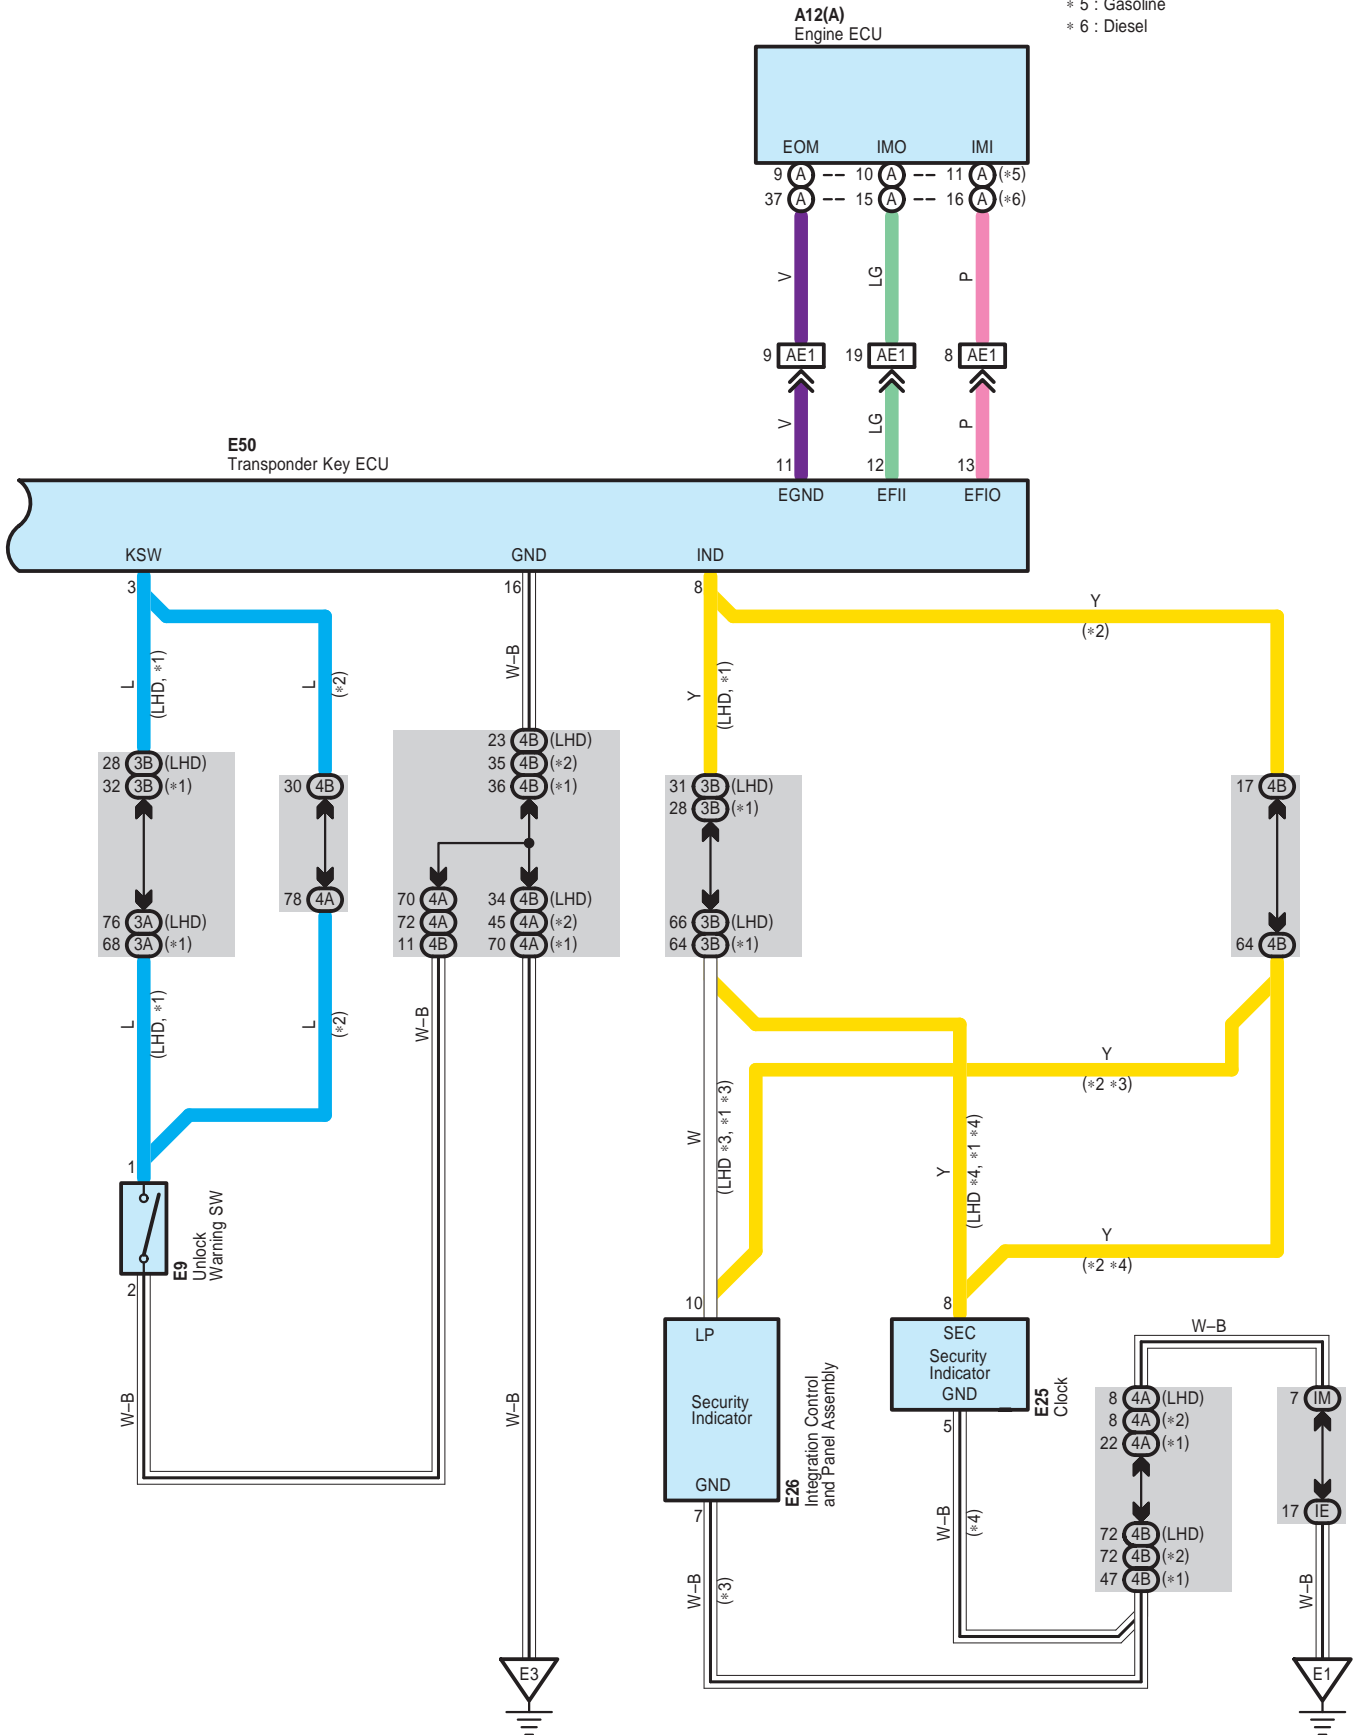 * 5 : Gasoline
* 6 : Diesel
A12(A)
Engine ECU
EOM IMO IMI
9 A 10 A 11 A (*5)
37 A 15 A 16 A (*6)
V LG P
9 AE1 19 AE1 8 AE1
V LG P
E50
Transponder Key ECU
11 12 13
EGND EFII EFIO
KSW GND IND
3 16 8
Y
(*2)
L
(LHD, *1)
L
(*2)
W–B
Y
(LHD, *1)
23 4B (LHD)
35 4B (*2)
36 4B (*1)
28 3B (LHD)
32 3B (*1)
30 4B
31 3B (LHD)
28 3B (*1)
17 4B
78 4A
76 3A (LHD)
68 3A (*1)
70 4A
72 4A
11 4B
34 4B (LHD)
45 4A (*2)
70 4A (*1)
66 3B (LHD)
64 3B (*1)
64 4B
L
(LHD, *1)
L
(*2)
W–B
Y
(*2 *3)
W
(LHD *3, *1 *3)
Y
(LHD *4, *1 *4)
Y
(*2 *4)
1
E9
Unlock
Warning SW
2
10
LP
Security
Indicator
GND
7
E26
Integration Control
and Panel Assembly
8
SEC
Security
Indicator
GND
5
E25
Clock
W–B
8 4A (LHD)
8 4A (*2)
22 4A (*1)
7 IM
17 IE
72 4B (LHD)
72 4B (*2)
47 4B (*1)
W–B
W–B
W–B
(*3)
W–B
(*4)
W–B
E3
E1